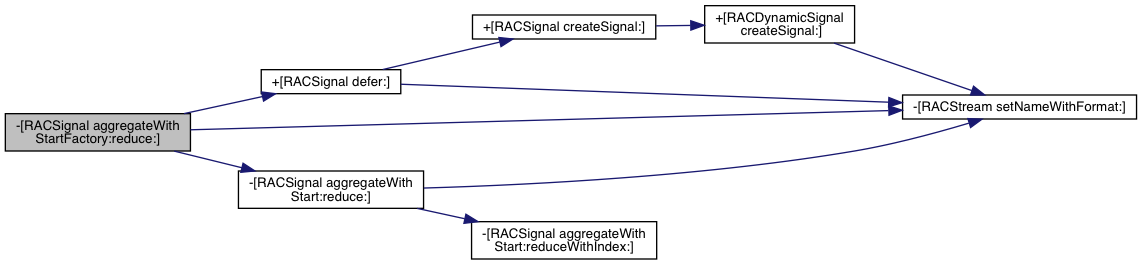 -[RACSignal aggregateWith
StartFactory:reduce:]
+[RACSignal defer:]
+[RACSignal createSignal:]
+[RACDynamicSignal
createSignal:]
-[RACStream setNameWithFormat:]
-[RACSignal aggregateWith
Start:reduce:]
-[RACSignal aggregateWith
Start:reduceWithIndex:]